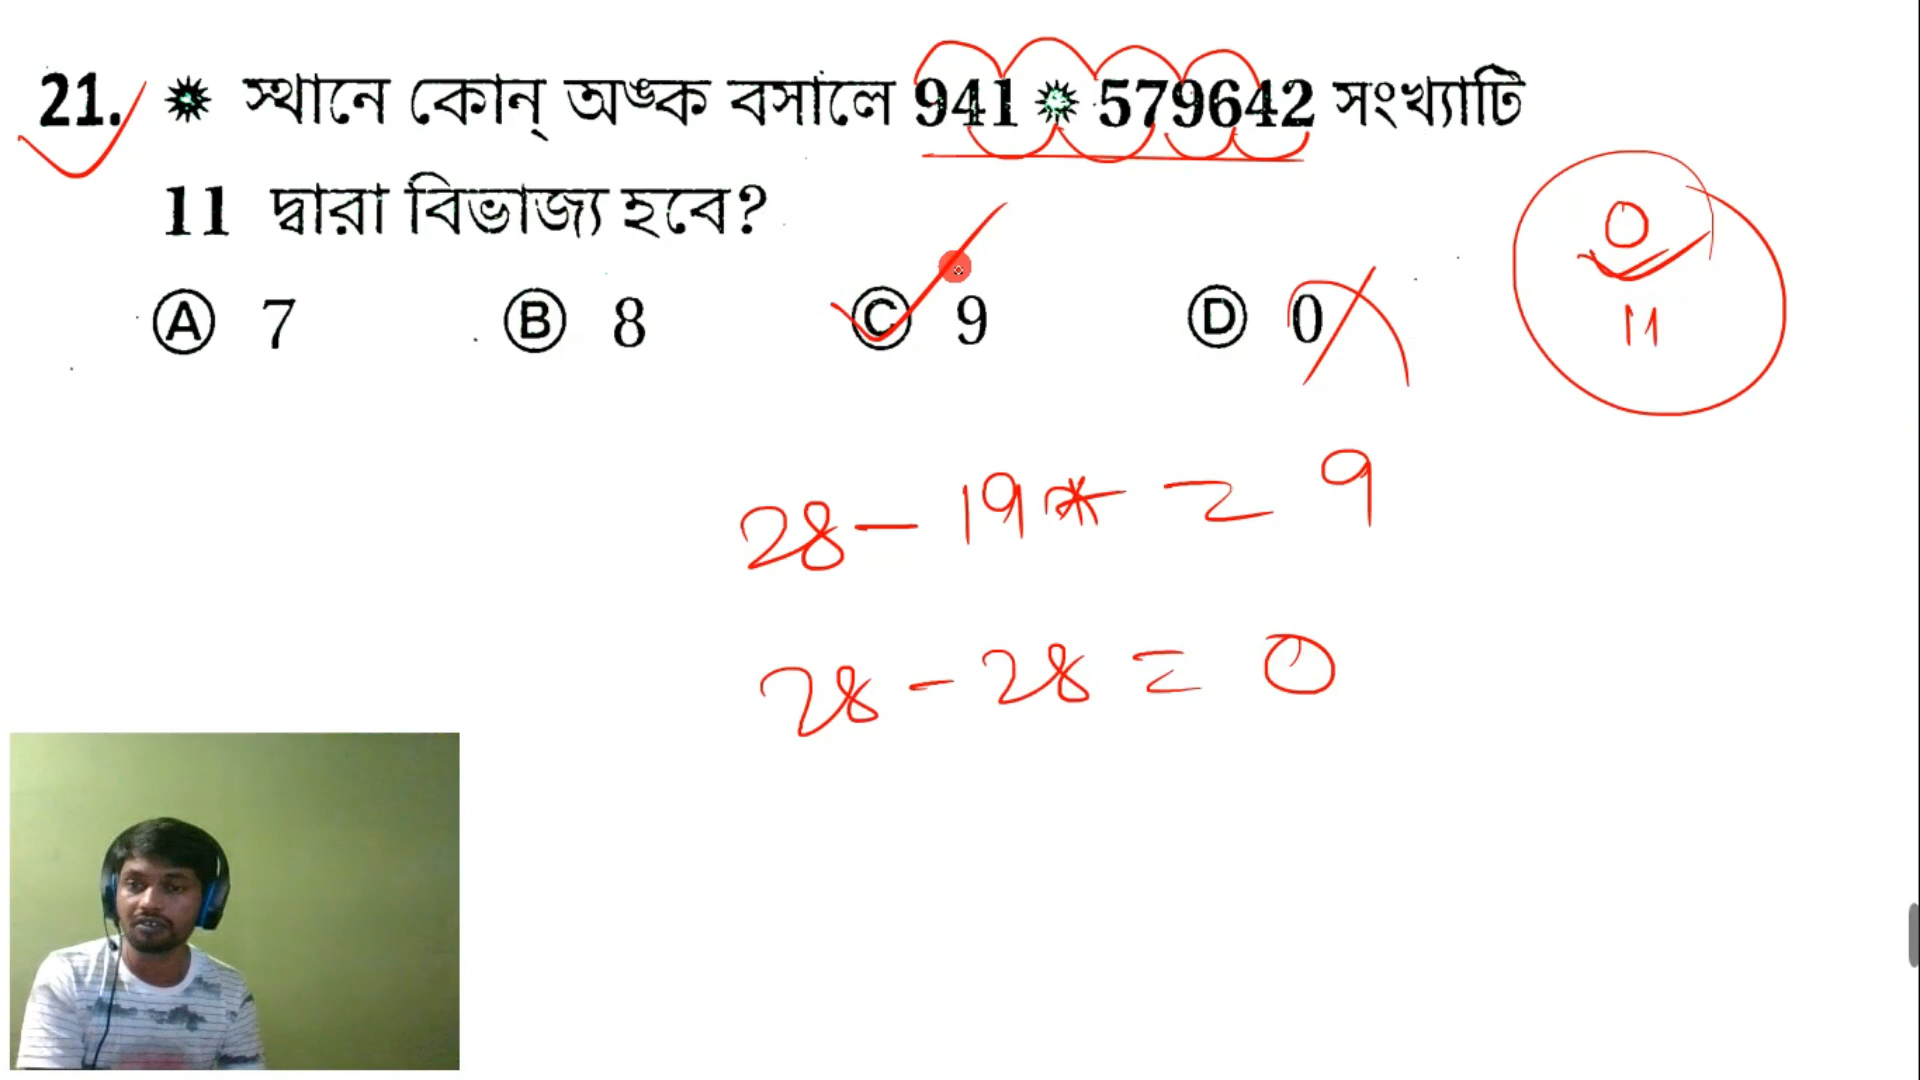 21. * স্থানে কোন্ অঙ্ক বসালে 941*579642 সংখ্যাটি
11 দ্বারা বিভাজ্য হবে?
Ⓐ 7 Ⓑ 8 Ⓒ 9 Ⓓ 0
0
11
28 - 19* = 9
28 - 28 = 0